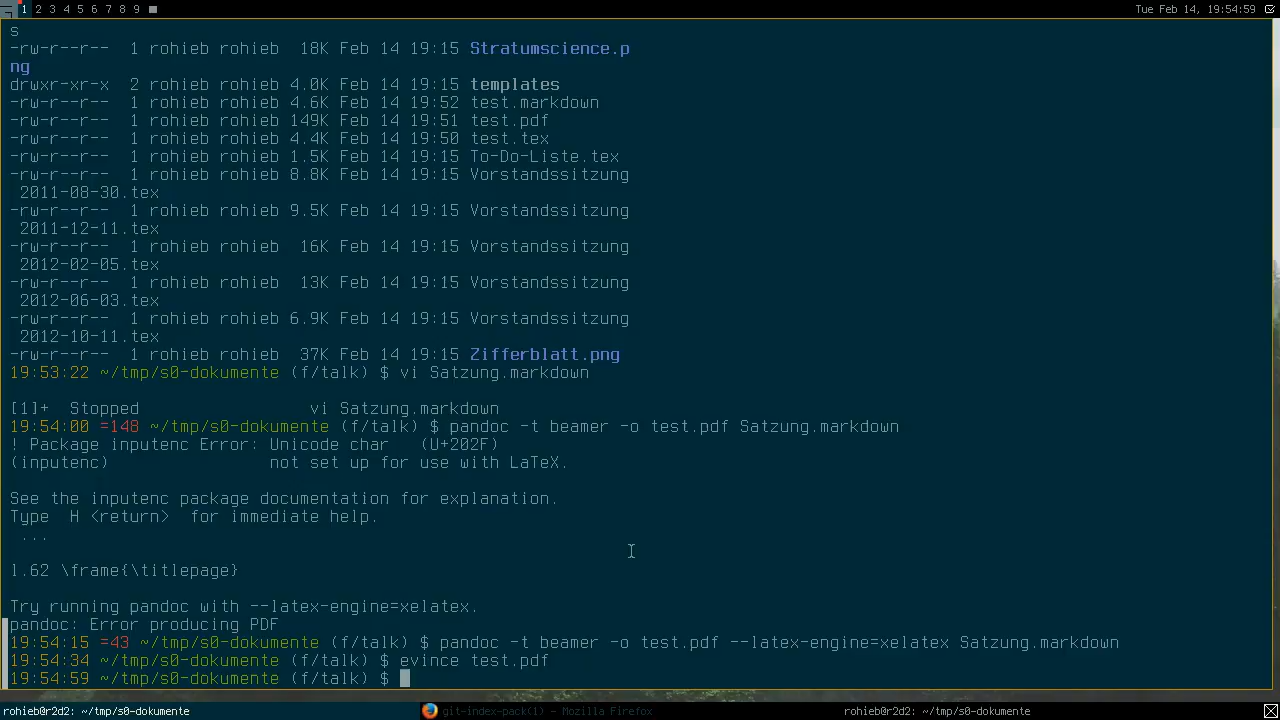 1 2 3 4 5 6 7 8 9 Tue Feb 14, 19:54:59
s
-rw-r--r-- 1 rohieb rohieb 18K Feb 14 19:15 Stratumscience.p
ng
drwxr-xr-x 2 rohieb rohieb 4.0K Feb 14 19:15 templates
-rw-r--r-- 1 rohieb rohieb 4.6K Feb 14 19:52 test.markdown
-rw-r--r-- 1 rohieb rohieb 149K Feb 14 19:51 test.pdf
-rw-r--r-- 1 rohieb rohieb 4.4K Feb 14 19:50 test.tex
-rw-r--r-- 1 rohieb rohieb 1.5K Feb 14 19:15 To-Do-Liste.tex
-rw-r--r-- 1 rohieb rohieb 8.8K Feb 14 19:15 Vorstandssitzung
2011-08-30.tex
-rw-r--r-- 1 rohieb rohieb 9.5K Feb 14 19:15 Vorstandssitzung
2011-12-11.tex
-rw-r--r-- 1 rohieb rohieb 16K Feb 14 19:15 Vorstandssitzung
2012-02-05.tex
-rw-r--r-- 1 rohieb rohieb 13K Feb 14 19:15 Vorstandssitzung
2012-06-03.tex
-rw-r--r-- 1 rohieb rohieb 6.9K Feb 14 19:15 Vorstandssitzung
2012-10-11.tex
-rw-r--r-- 1 rohieb rohieb 37K Feb 14 19:15 Zifferblatt.png
19:53:22 ~/tmp/s0-dokumente (f/talk) $ vi Satzung.markdown
[1]+ Stopped vi Satzung.markdown
19:54:00 =148 ~/tmp/s0-dokumente (f/talk) $ pandoc -t beamer -o test.pdf Satzung.markdown
! Package inputenc Error: Unicode char (U+202F)
(inputenc) not set up for use with LaTeX.
See the inputenc package documentation for explanation.
Type H <return> for immediate help.
...
l.62 \frame{\titlepage}
Try running pandoc with --latex-engine=xelatex.
pandoc: Error producing PDF
19:54:15 =43 ~/tmp/s0-dokumente (f/talk) $ pandoc -t beamer -o test.pdf --latex-engine=xelatex Satzung.markdown
19:54:34 ~/tmp/s0-dokumente (f/talk) $ evince test.pdf
19:54:59 ~/tmp/s0-dokumente (f/talk) $
rohieb@r2d2: ~/tmp/s0-dokumente git-index-pack(1) - Mozilla Firefox rohieb@r2d2: ~/tmp/s0-dokumente